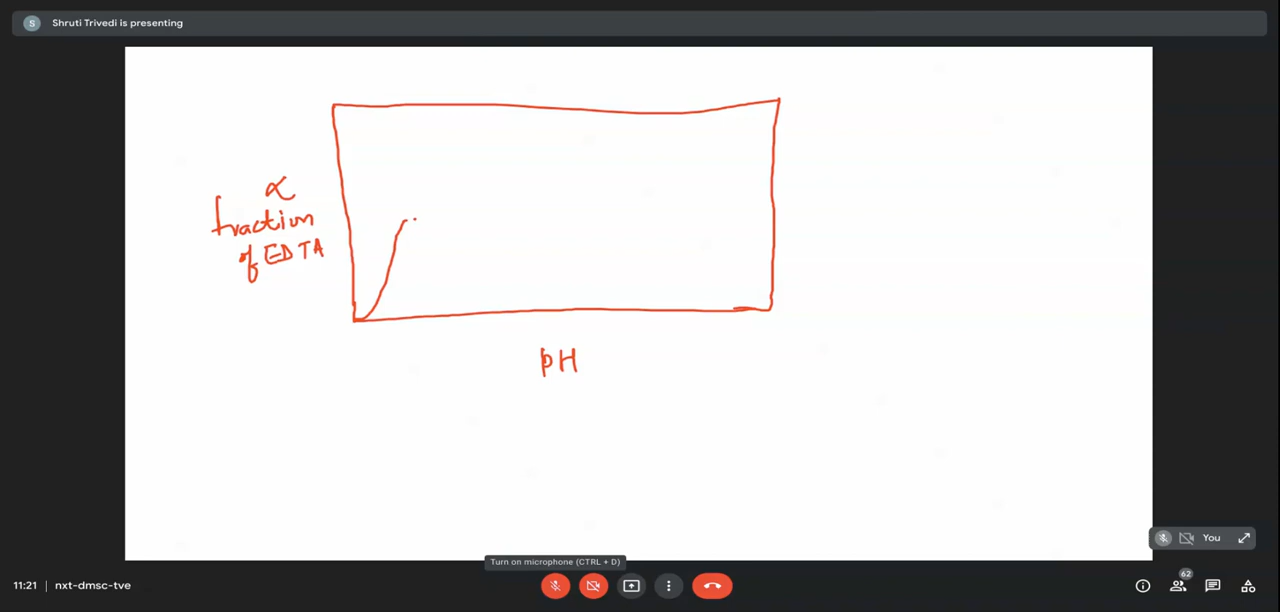 S Shruti Trivedi is presenting
α
fraction
of EDTA
pH
You
Turn on microphone (CTRL + D)
62
11:21 | nxt-dmsc-tve